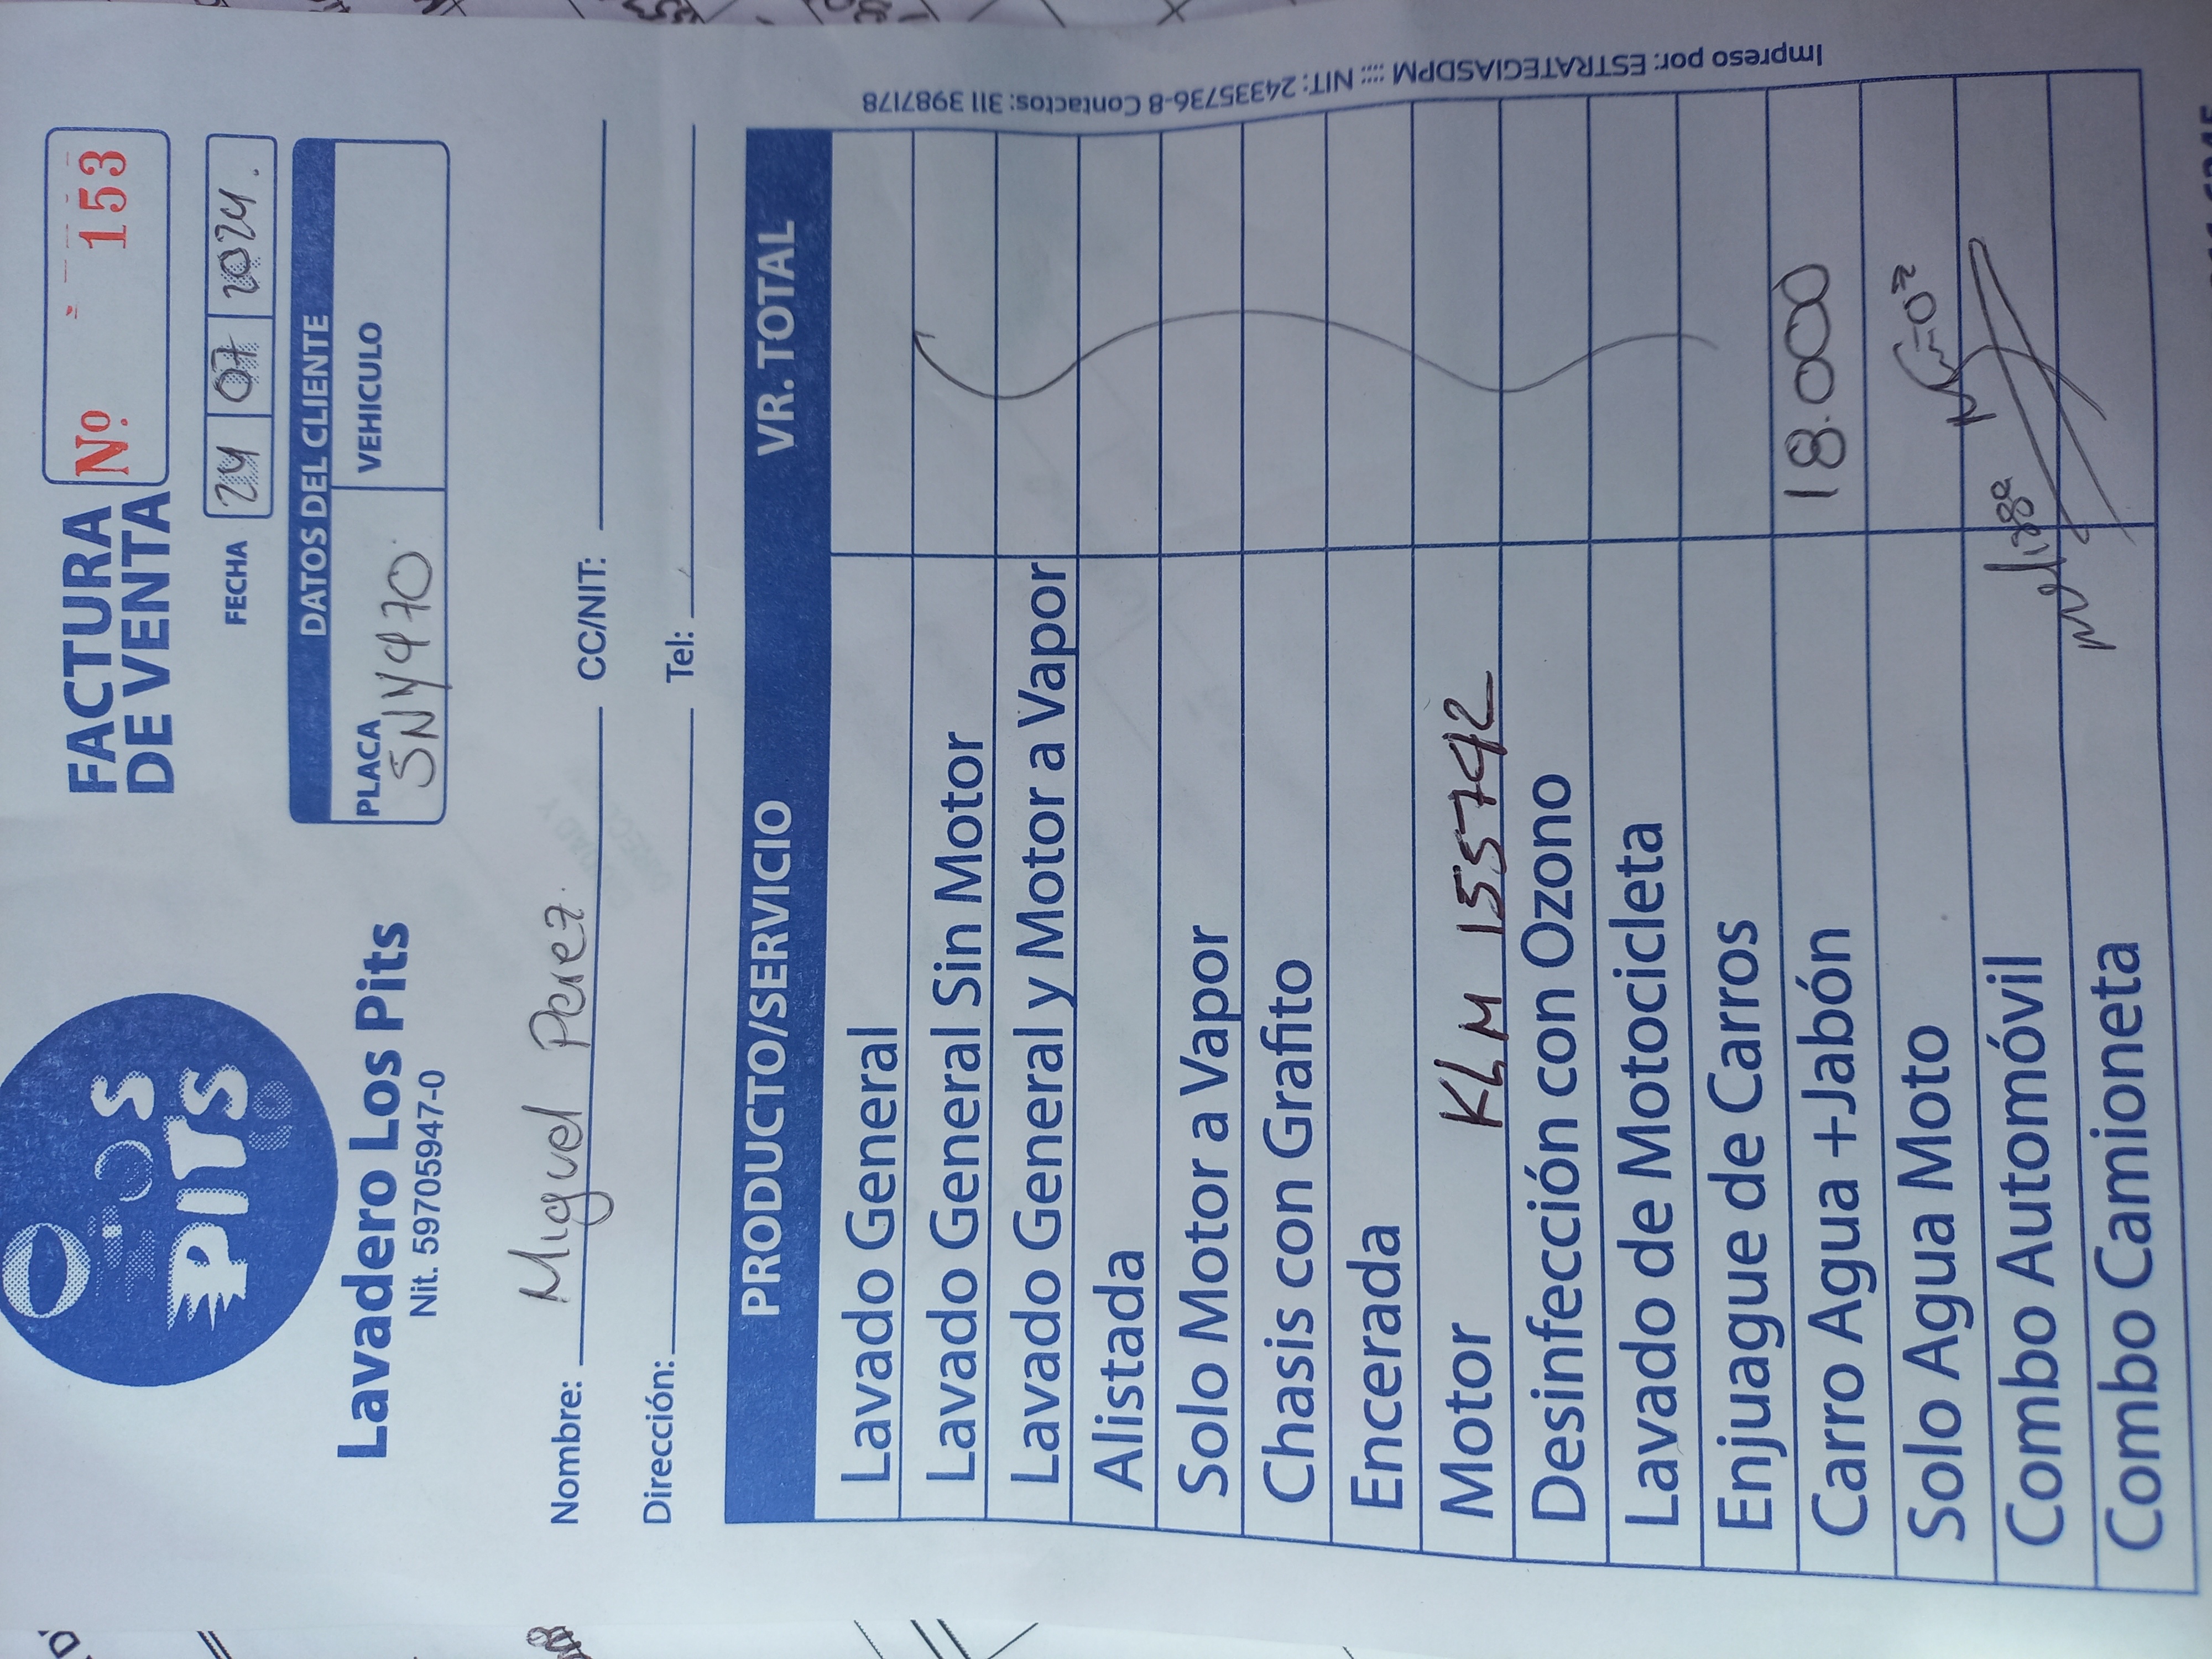 LOS
PITS
FACTURA
DE VENTA
Nº 153
Lavadero Los Pits
Nit. 59705947-0
FECHA 24 07 2024.
DATOS DEL CLIENTE
PLACA VEHICULO
SNY470
Nombre: Miguel Perez. CC/NIT:
Dirección: Tel:
PRODUCTO/SERVICIO VR. TOTAL
Lavado General
Lavado General Sin Motor
Lavado General y Motor a Vapor
Alistada
Solo Motor a Vapor
Chasis con Grafito
Encerada
Motor KLM 155742
Desinfección con Ozono
Lavado de Motocicleta
Enjuague de Carros
Carro Agua +Jabón 18.000
Solo Agua Moto
Combo Automóvil
Combo Camioneta
Impreso por: ESTRATEGIASDPM :::: NIT: 24335736-8 Contactos: 311 3987178